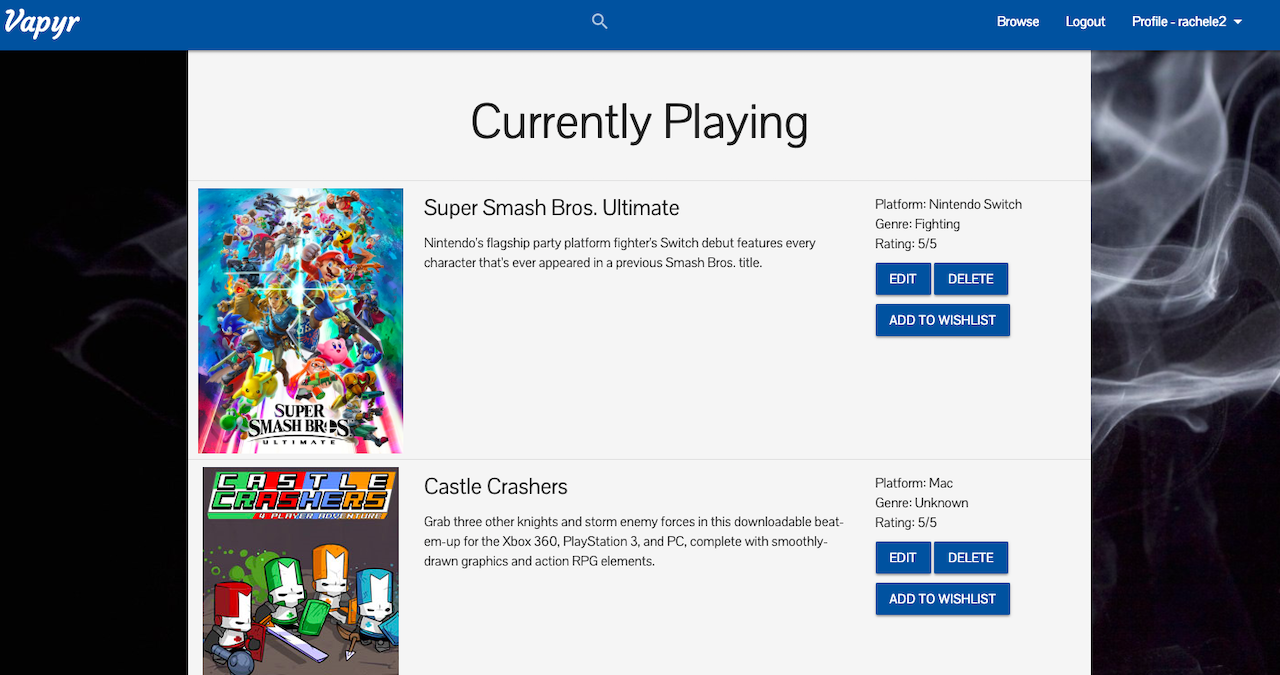 Vapyr
Browse
Logout
Profile - rachele2
Currently Playing
SUPER
SMASH BROS.
ULTIMATE
Super Smash Bros. Ultimate
Nintendo's flagship party platform fighter's Switch debut features every
character that's ever appeared in a previous Smash Bros. title.
Platform: Nintendo Switch
Genre: Fighting
Rating: 5/5
EDIT
DELETE
ADD TO WISHLIST
CASTLE
CRASHERS
4 PLAYER ADVENTURE!
Castle Crashers
Grab three other knights and storm enemy forces in this downloadable beat-
em-up for the Xbox 360, PlayStation 3, and PC, complete with smoothly-
drawn graphics and action RPG elements.
Platform: Mac
Genre: Unknown
Rating: 5/5
EDIT
DELETE
ADD TO WISHLIST